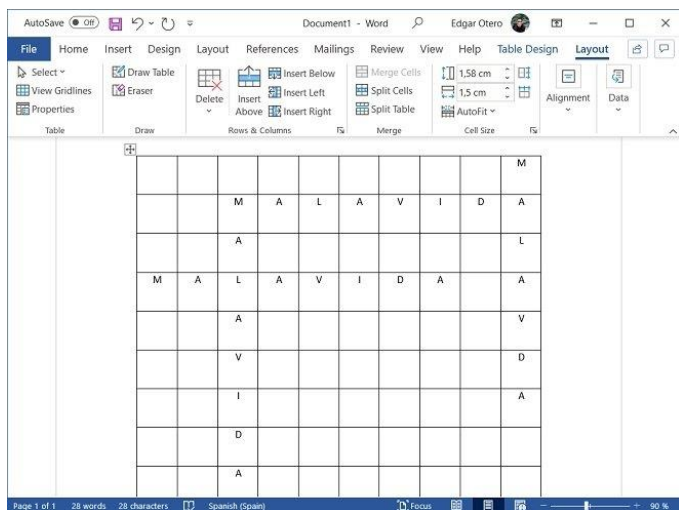 AutoSave Off Document1 - Word Edgar Otero
File Home Insert Design Layout References Mailings Review View Help Table Design Layout
Select Draw Table Insert Below Merge Cells 1,58 cm
View Gridlines Eraser Delete Insert Above Insert Left Split Cells 1,5 cm Alignment Data
Properties Insert Right Split Table AutoFit
Table Draw Rows & Columns Merge Cell Size
M
M A L A V I D A
A L
M A L A V I D A A
A V
V D
I A
D
A
Page 1 of 1 28 words 28 characters Spanish (Spain) Focus 90 %